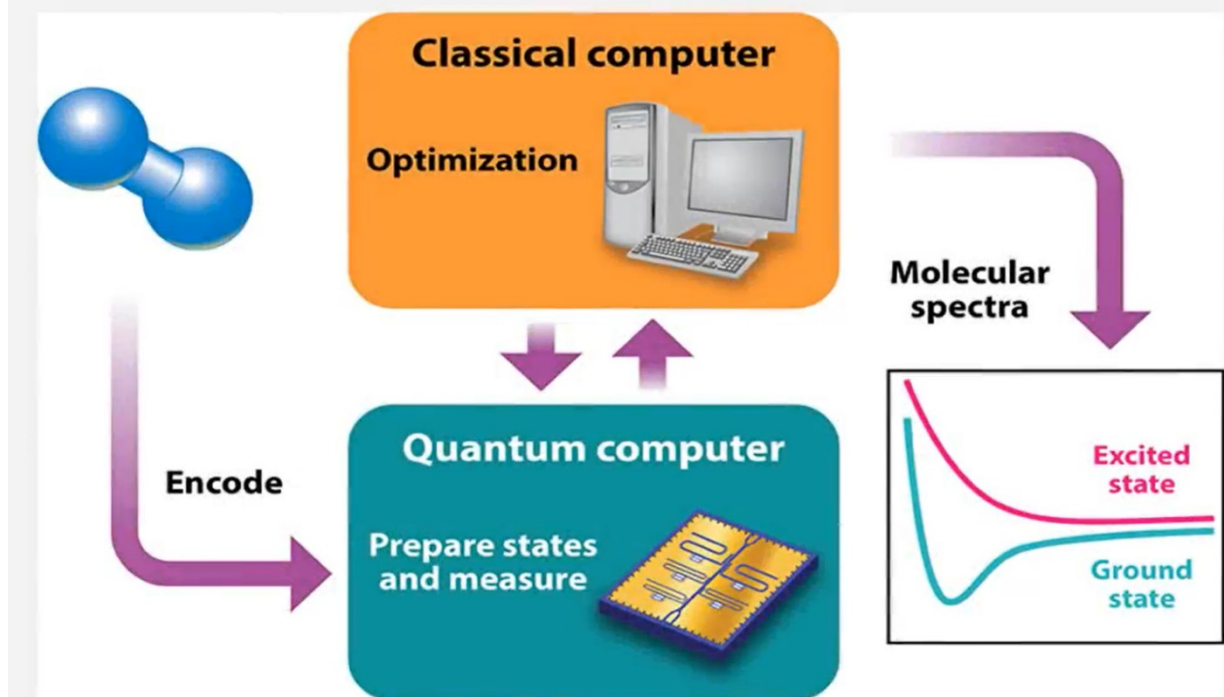 Classical computer
Optimization
Molecular
spectra
Encode
Quantum computer
Prepare states
and measure
Excited
state
Ground
state